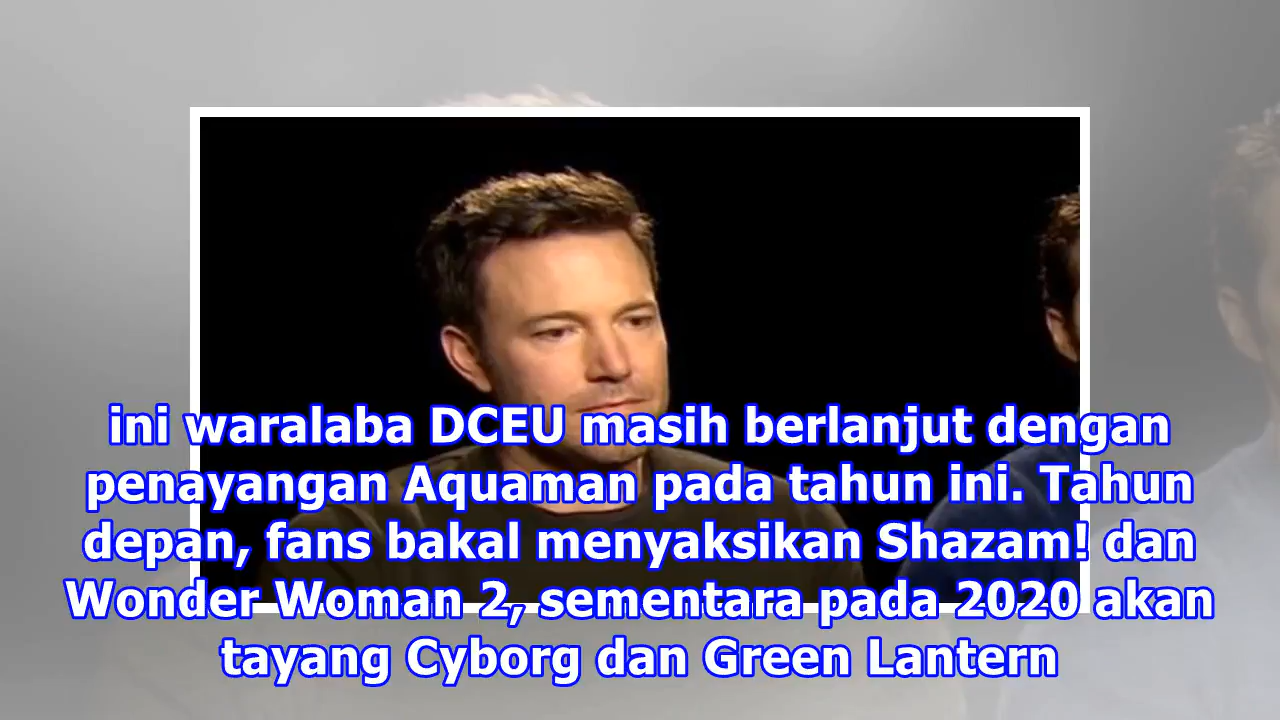 ini waralaba DCEU masih berlanjut dengan
penayangan Aquaman pada tahun ini. Tahun
depan, fans bakal menyaksikan Shazam! dan
Wonder Woman 2, sementara pada 2020 akan
tayang Cyborg dan Green Lantern